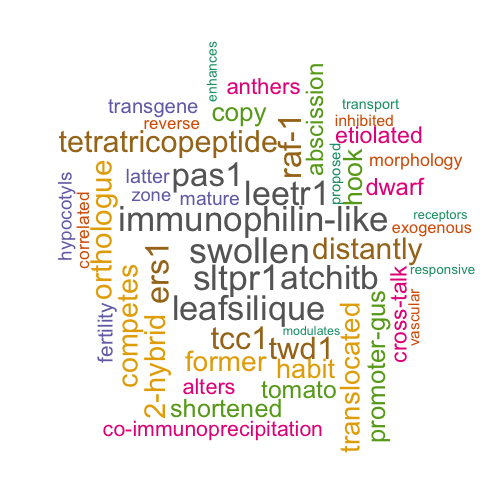 enhances
anthers
transgene
copy
abscission
transport
reverse
raf-1
inhibited
tetratricopeptide
etiolated
hook
proposed
morphology
latter
pas1
leetr1
dwarf
zone
mature
hypocotyls
orthologue
immunophilin-like
receptors
exogenous
correlated
ers1
swollen
distantly
sltpr1
atchitb
cross-talk
responsive
leafsilique
vascular
fertility
competes
2-hybrid
tcc1
twd1
modulates
translocated
promoter-gus
former
habit
alters
tomato
shortened
co-immunoprecipitation